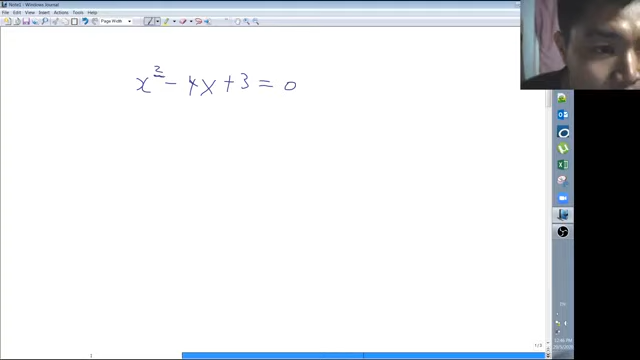 Note1 - Windows Journal
File Edit View Insert Actions Tools Help
Page Width
x² - 4x + 3 = 0